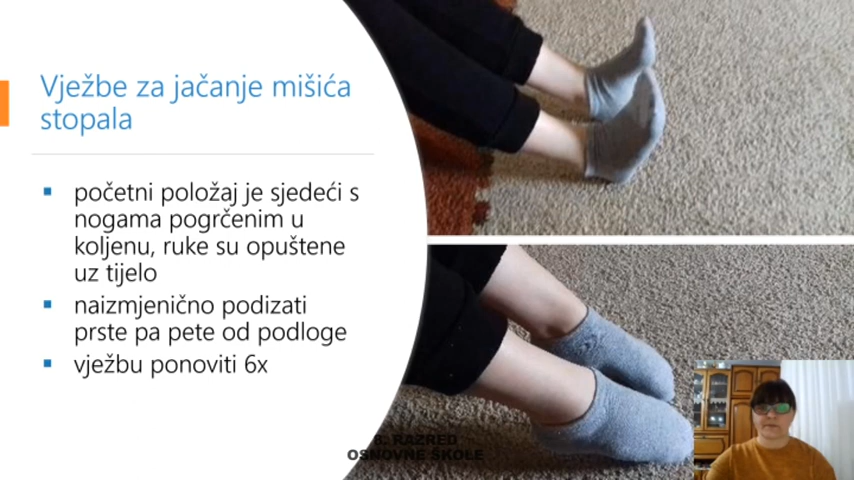 Vježbe za jačanje mišića
stopala
početni položaj je sjedeći s
nogama pogrčenim u
koljenu, ruke su opuštene
uz tijelo
naizmjenično podizati
prste pa pete od podloge
vježbu ponoviti 6x
8. RAZRED
OSNOVNE ŠKOLE